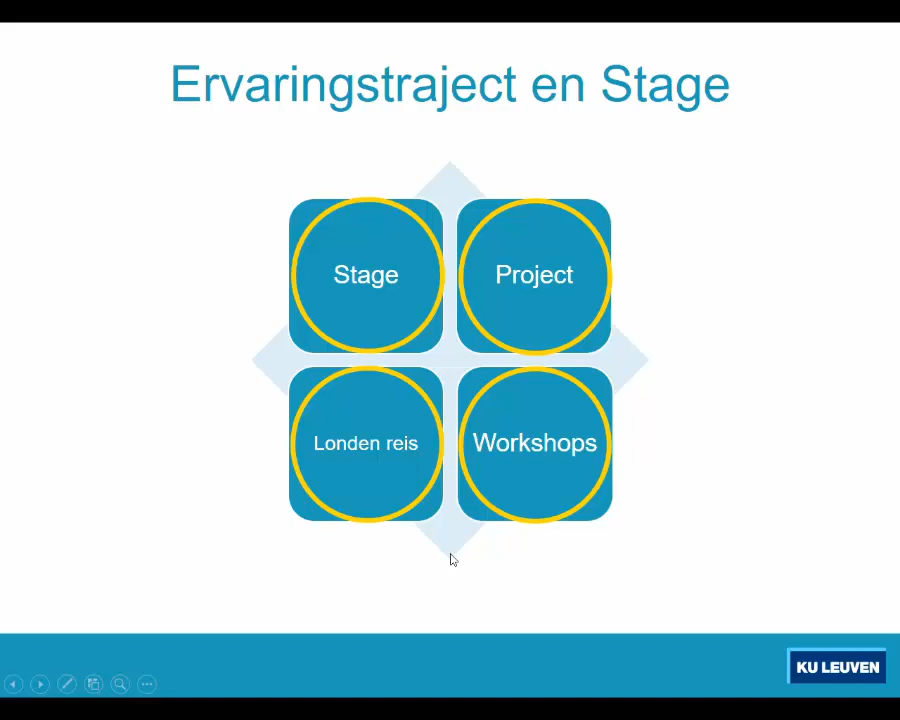 Ervaringstraject en Stage
Stage
Project
Londen reis
Workshops
KU LEUVEN